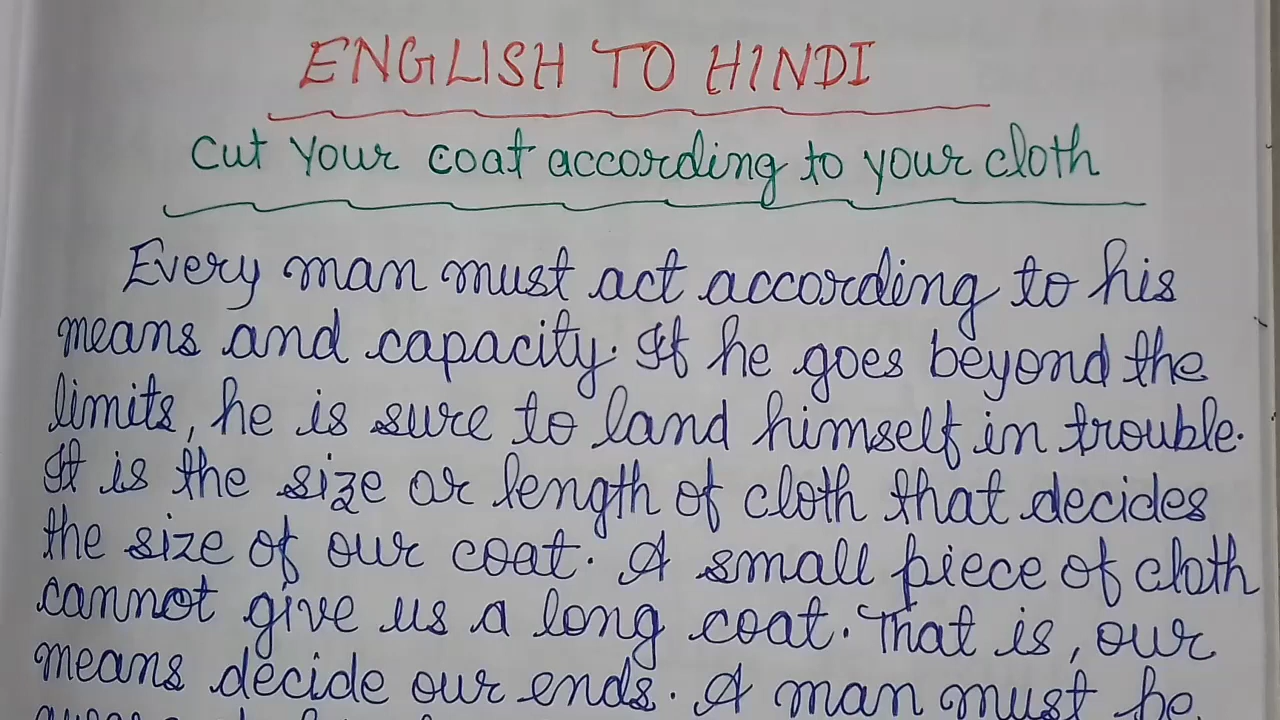 ENGLISH TO HINDI
Cut Your coat according to your cloth
Every man must act according to his
means and capacity. If he goes beyond the
limits, he is sure to land himself in trouble.
It is the size or length of cloth that decides
the size of our coat. A small piece of cloth
cannot give us a long coat. That is, our
means decide our ends. A man must be